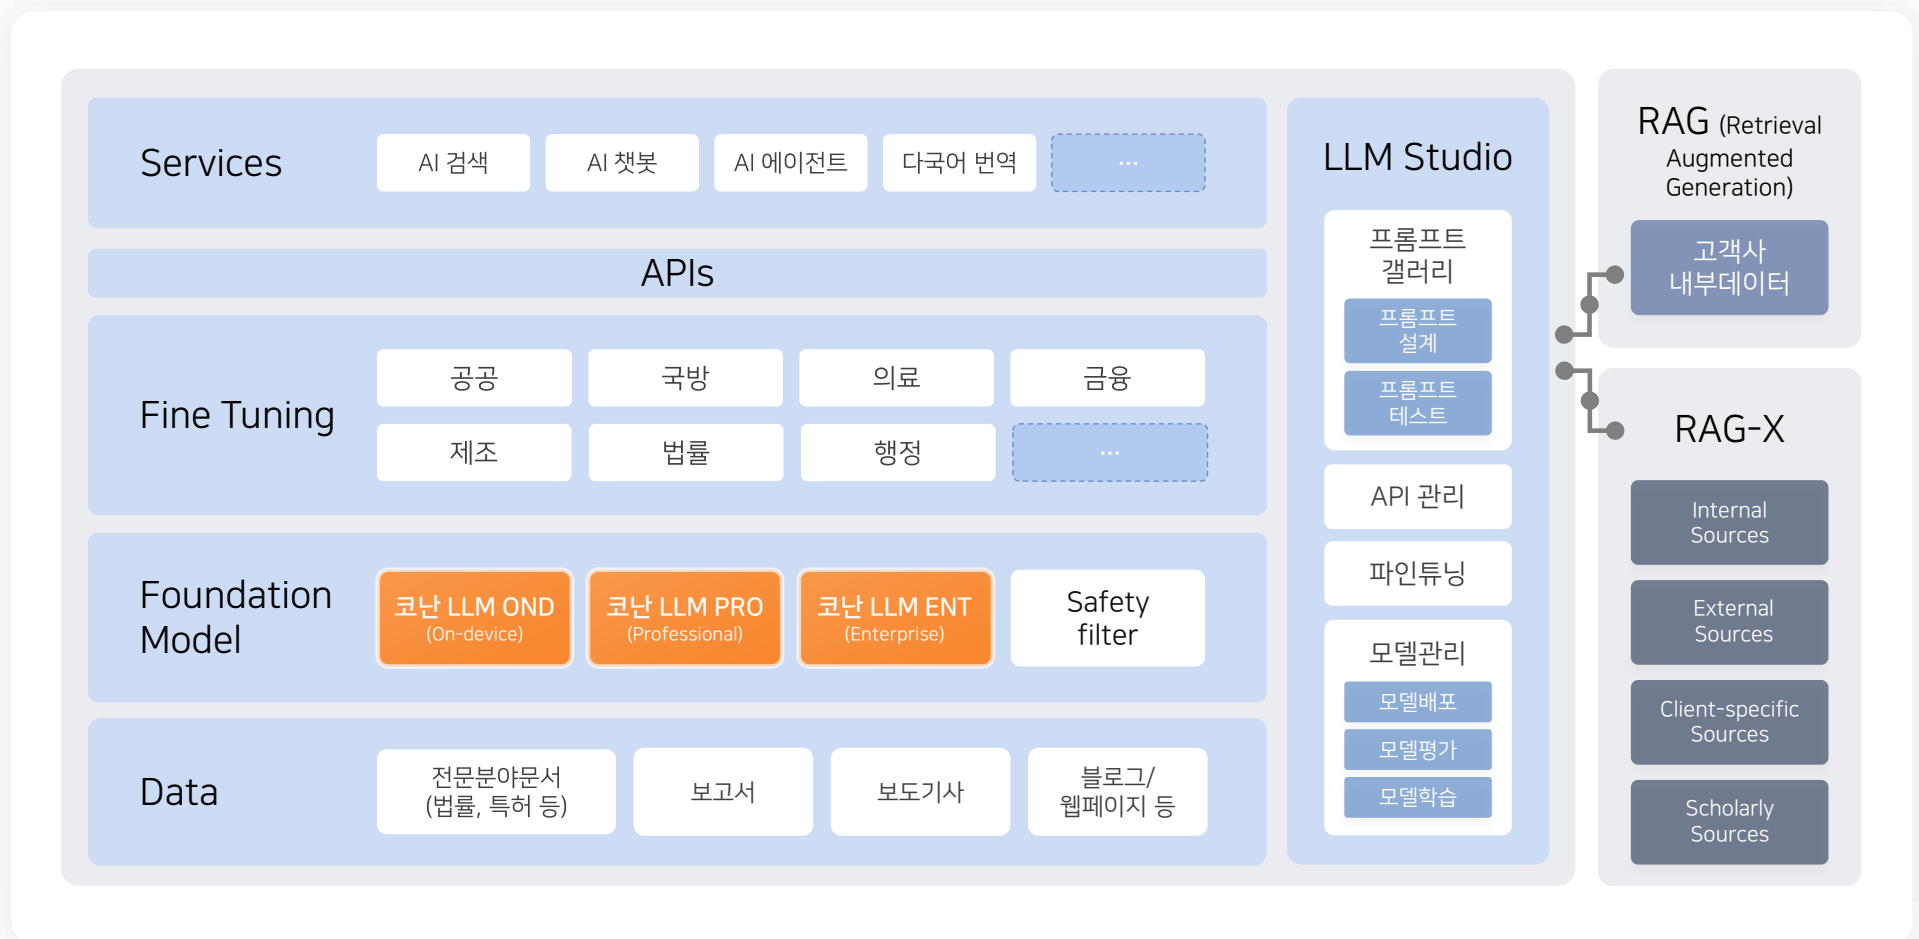 Services
AI 검색
AI 챗봇
AI 에이전트
다국어 번역
...
APIs
Fine Tuning
공공
국방
의료
금융
제조
법률
행정
...
Foundation
Model
코난 LLM OND
(On-device)
코난 LLM PRO
(Professional)
코난 LLM ENT
(Enterprise)
Safety
filter
Data
전문분야문서
(법률, 특허 등)
보고서
보도기사
블로그/
웹페이지 등
LLM Studio
프롬프트
갤러리
프롬프트
설계
프롬프트
테스트
API 관리
파인튜닝
모델관리
모델배포
모델평가
모델학습
RAG (Retrieval
Augmented
Generation)
고객사
내부데이터
RAG-X
Internal
Sources
External
Sources
Client-specific
Sources
Scholarly
Sources